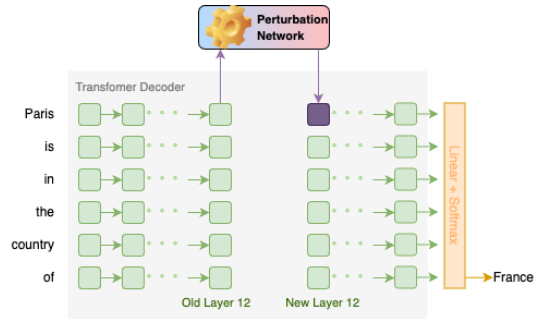 Perturbation
Network
Transfomer Decoder
Paris
is
in
the
country
of
Linear + Softmax
France
Old Layer 12
New Layer 12